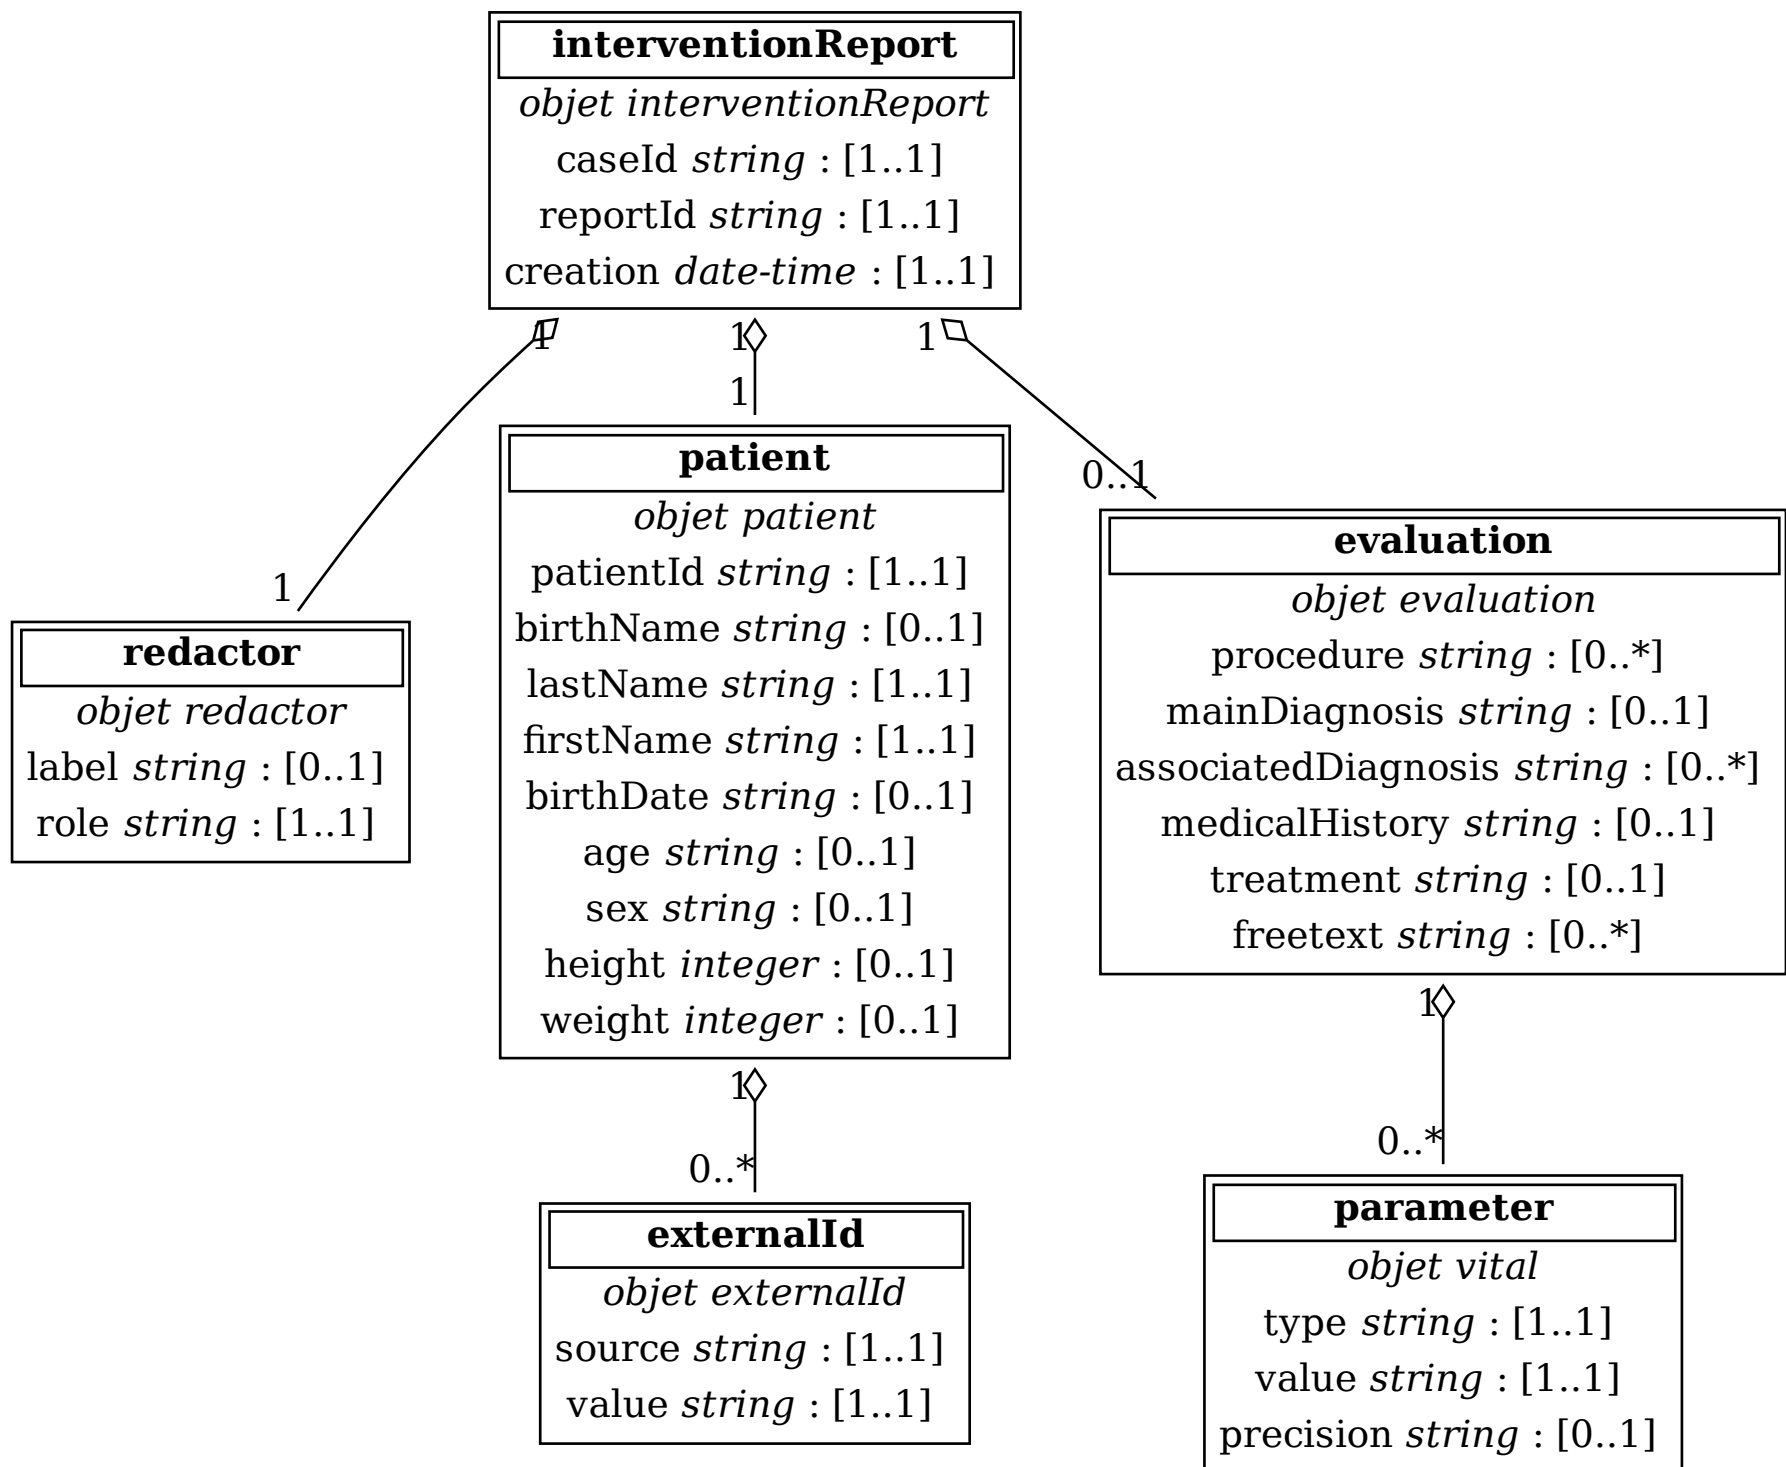 interventionReport
objet interventionReport
caseId string : [1..1]
reportId string : [1..1]
creation date-time : [1..1]
1
1
1
1
0..1
1
patient
objet patient
patientId string : [1..1]
birthName string : [0..1]
lastName string : [1..1]
firstName string : [1..1]
birthDate string : [0..1]
age string : [0..1]
sex string : [0..1]
height integer : [0..1]
weight integer : [0..1]
evaluation
objet evaluation
procedure string : [0..*]
mainDiagnosis string : [0..1]
associatedDiagnosis string : [0..*]
medicalHistory string : [0..1]
treatment string : [0..1]
freetext string : [0..*]
redactor
objet redactor
label string : [0..1]
role string : [1..1]
1
1
0..*
0..*
externalId
objet externalId
source string : [1..1]
value string : [1..1]
parameter
objet vital
type string : [1..1]
value string : [1..1]
precision string : [0..1]